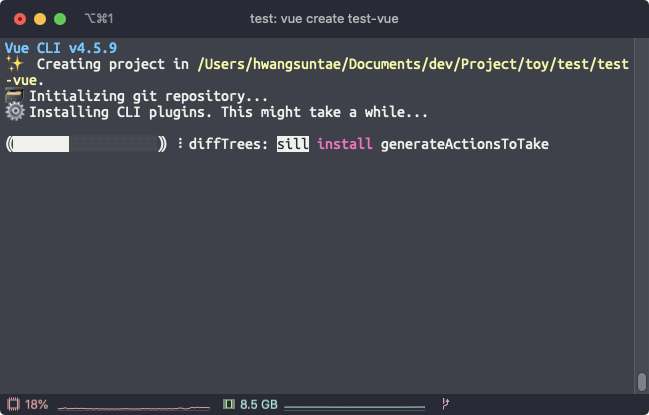 ⌥⌘1
test: vue create test-vue
Vue CLI v4.5.9
✨ Creating project in /Users/hwangsuntae/Documents/dev/Project/toy/test/test
-vue.
🗃 Initializing git repository...
⚙️ Installing CLI plugins. This might take a while...
diffTrees: sill install generateActionsToTake
18%
8.5 GB